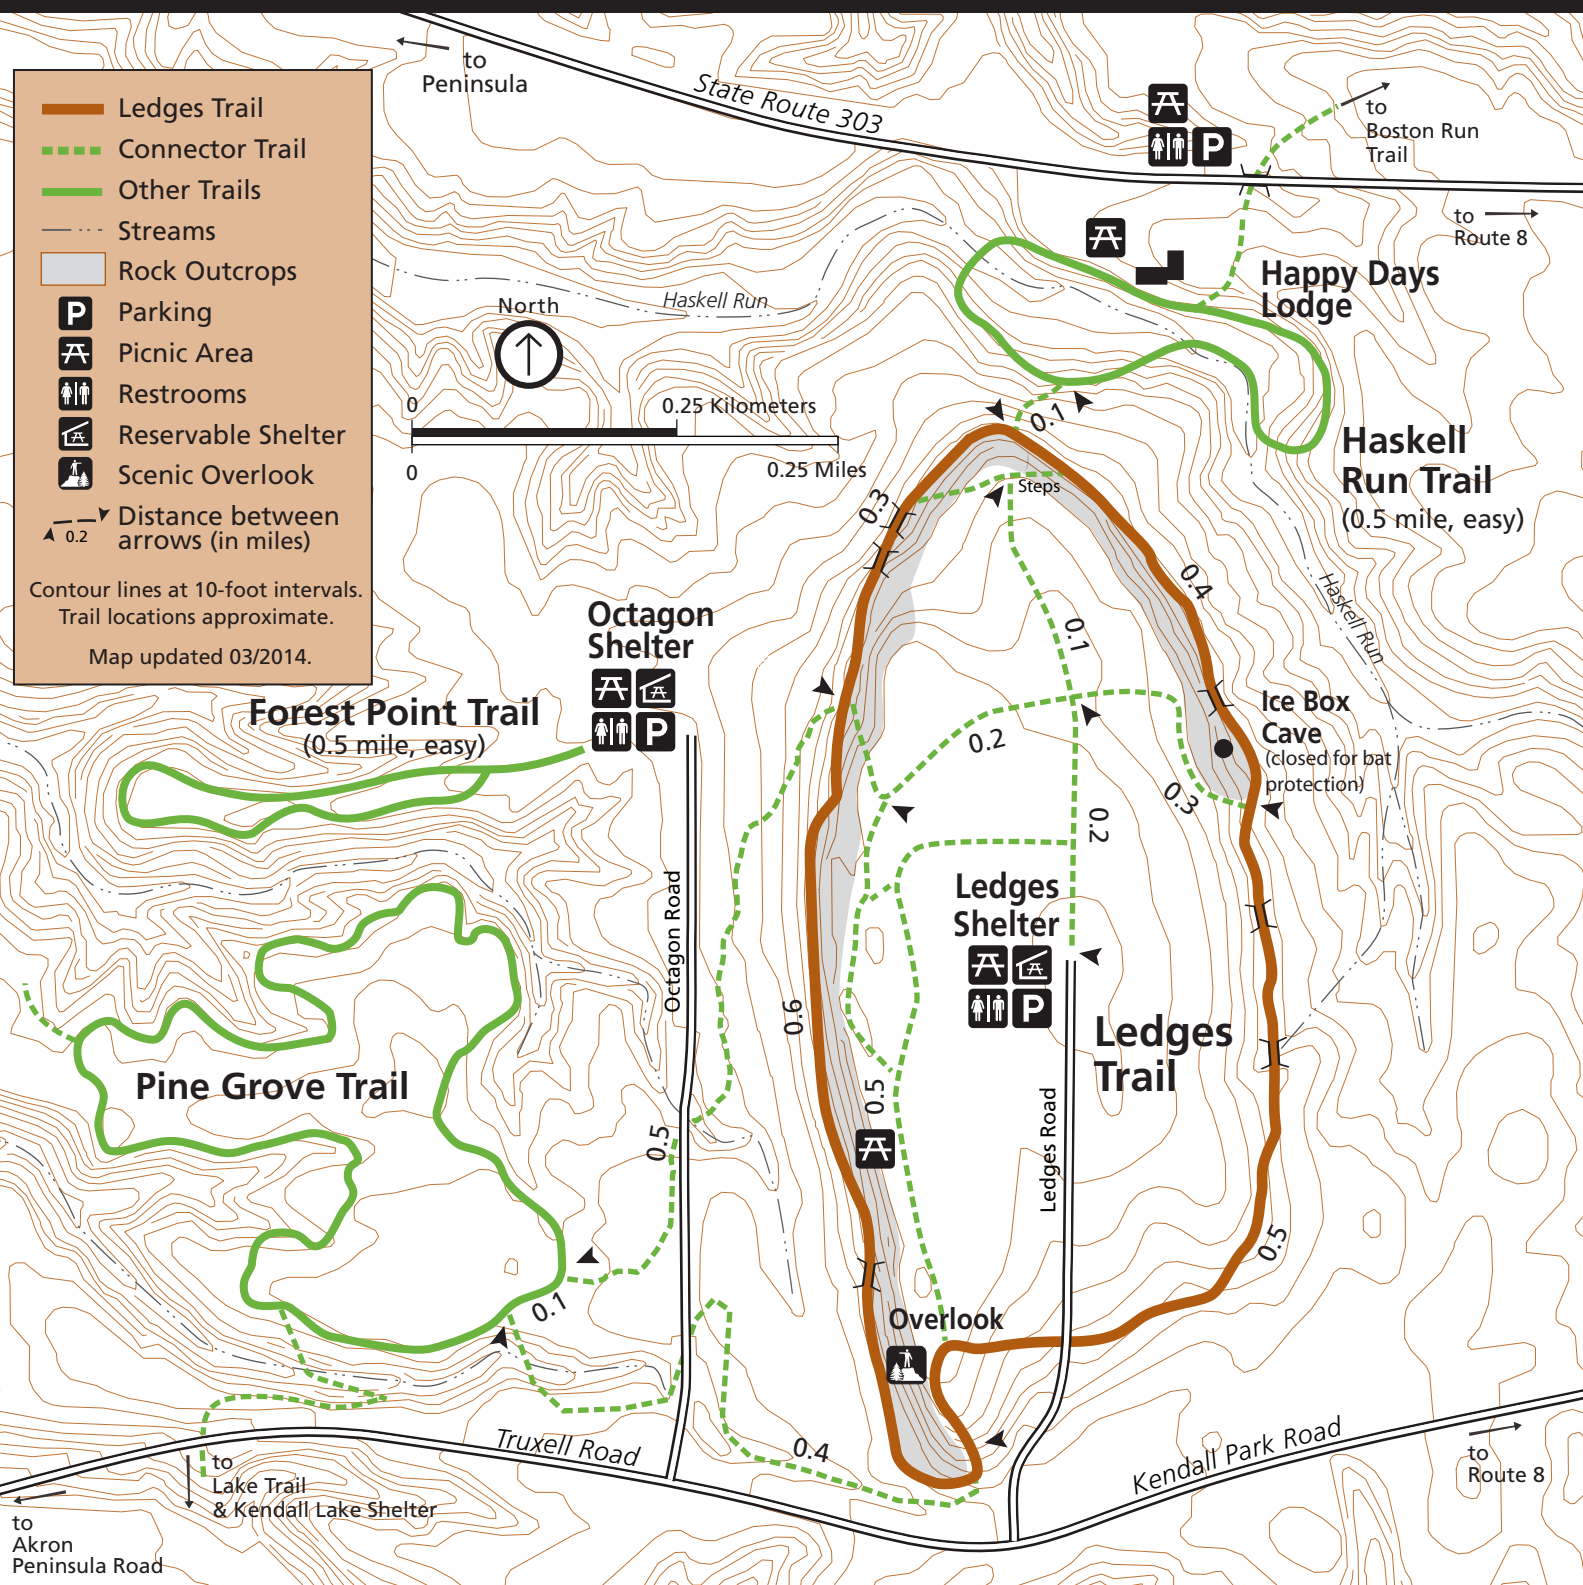 to
Peninsula
State Route 303
to
Boston Run
Trail
to
Route 8
Ledges Trail
Connector Trail
Other Trails
Streams
Rock Outcrops
P
Parking
Picnic Area
Restrooms
Reservable Shelter
Scenic Overlook
0.2
Distance between
arrows (in miles)
Contour lines at 10-foot intervals.
Trail locations approximate.
Map updated 03/2014.
P
Happy Days
Lodge
Haskell Run
North
0
0.25 Kilometers
0
0.25 Miles
0.1
Haskell
Run Trail
(0.5 mile, easy)
0.3
Steps
0.4
Haskell Run
Octagon
Shelter
P
0.1
Forest Point Trail
(0.5 mile, easy)
Ice Box
Cave
(closed for bat
protection)
0.2
0.3
0.2
Ledges
Shelter
P
Octagon Road
0.6
Ledges
Trail
Pine Grove Trail
0.5
0.5
Ledges Road
0.5
0.1
Overlook
Truxell Road
0.4
Kendall Park Road
to
Route 8
to
Lake Trail
& Kendall Lake Shelter
to
Akron
Peninsula Road